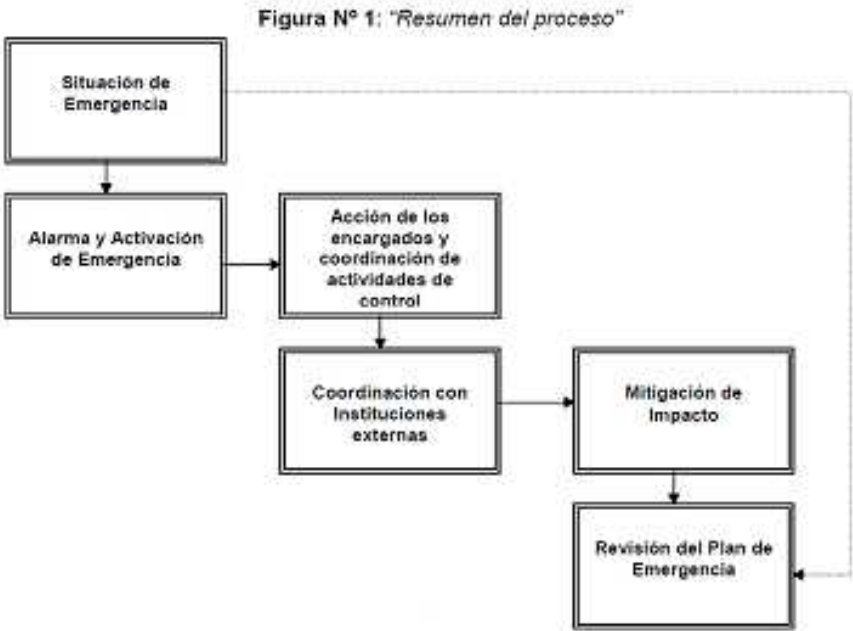 Figura Nº 1: "Resumen del proceso"
Situación de
Emergencia
Alarma y Activación
de Emergencia
Acción de los
encargados y
coordinación de
actividades de
control
Coordinación con
Instituciones
externas
Mitigación de
Impacto
Revisión del Plan de
Emergencia